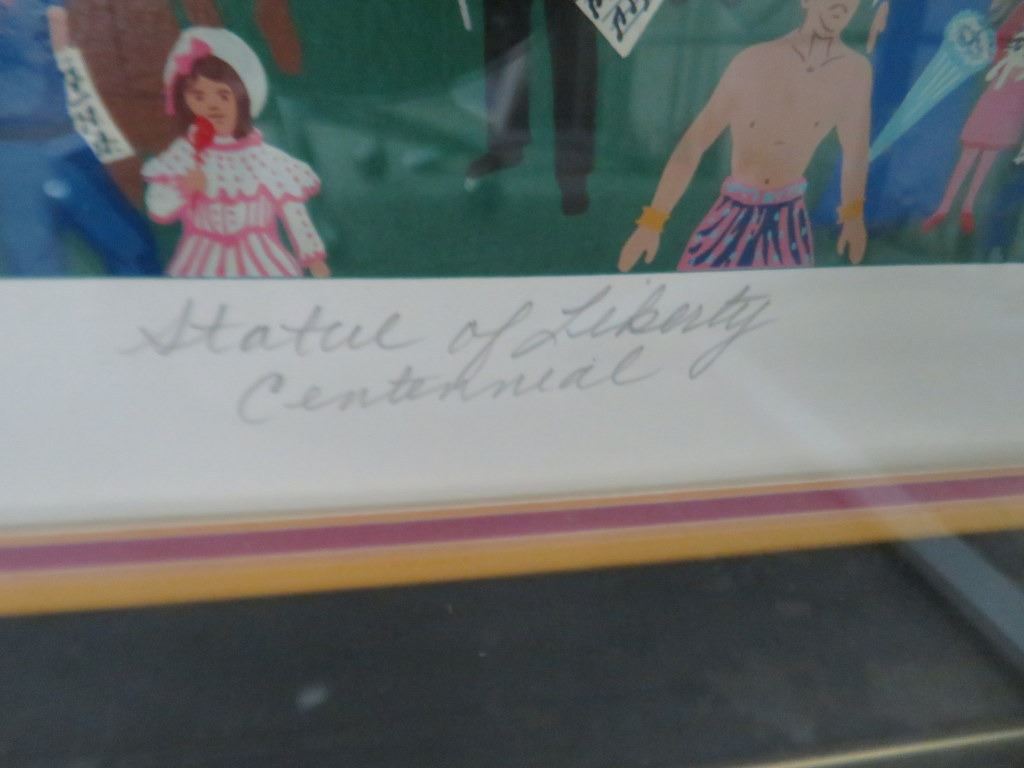 Statue of Liberty
Centennial